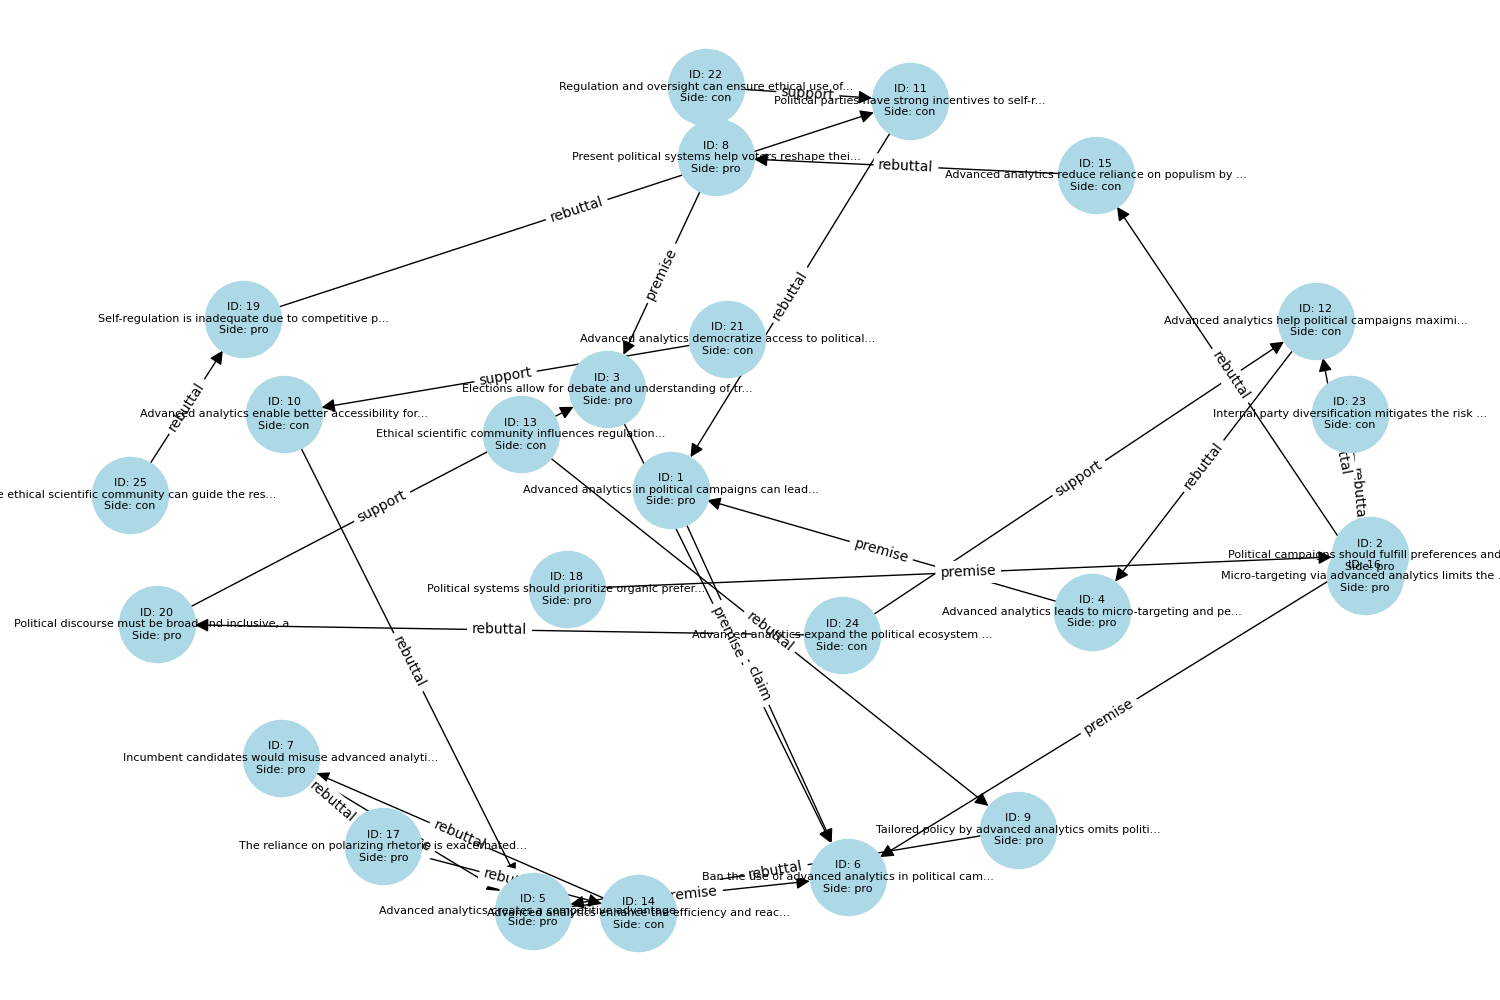 ID: 22
Regulation and oversight can ensure ethical use of...
Side: con
support
ID: 11
Political parties have strong incentives to self-r...
Side: con
ID: 8
Present political systems help voters reshape thei...
Side: pro
rebuttal
ID: 15
Advanced analytics reduce reliance on populism by ...
Side: con
rebuttal
premise
rebuttal
ID: 19
Self-regulation is inadequate due to competitive p...
Side: pro
ID: 12
Advanced analytics help political campaigns maximi...
Side: con
ID: 21
Advanced analytics democratize access to political...
Side: con
support
rebuttal
ID: 3
Elections allow for debate and understanding of tr...
Side: pro
rebuttal
ID: 10
Advanced analytics enable better accessibility for...
Side: con
ID: 23
Internal party diversification mitigates the risk ...
Side: con
ID: 13
Ethical scientific community influences regulation...
Side: con
rebuttal
support
rebuttal
ID: 25
e ethical scientific community can guide the res...
Side: con
ID: 1
Advanced analytics in political campaigns can lead...
Side: pro
support
premise
premise
ID: 2
Political campaigns should fulfill preferences and
Side: pro
ID: 16
Micro-targeting via advanced analytics limits the
Side: pro
ID: 18
Political systems should prioritize organic prefer...
Side: pro
ID: 4
Advanced analytics leads to micro-targeting and pe...
Side: pro
ID: 20
Political discourse must be broad and inclusive, a
Side: pro
rebuttal
ID: 24
Advanced analytics expand the political ecosystem ...
Side: con
rebuttal
rebuttal
premise
claim
premise
ID: 7
Incumbent candidates would misuse advanced analyti...
Side: pro
rebuttal
rebuttal
ID: 17
The reliance on polarizing rhetoric is exacerbated...
Side: pro
ID: 9
Tailored policy by advanced analytics omits politi...
Side: pro
rebuttal
ID: 6
Ban the use of advanced analytics in political cam...
Side: pro
premise
ID: 5
Advanced analytics creates a competitive advantage
Side: pro
ID: 14
Advanced analytics enhance the efficiency and reac...
Side: con